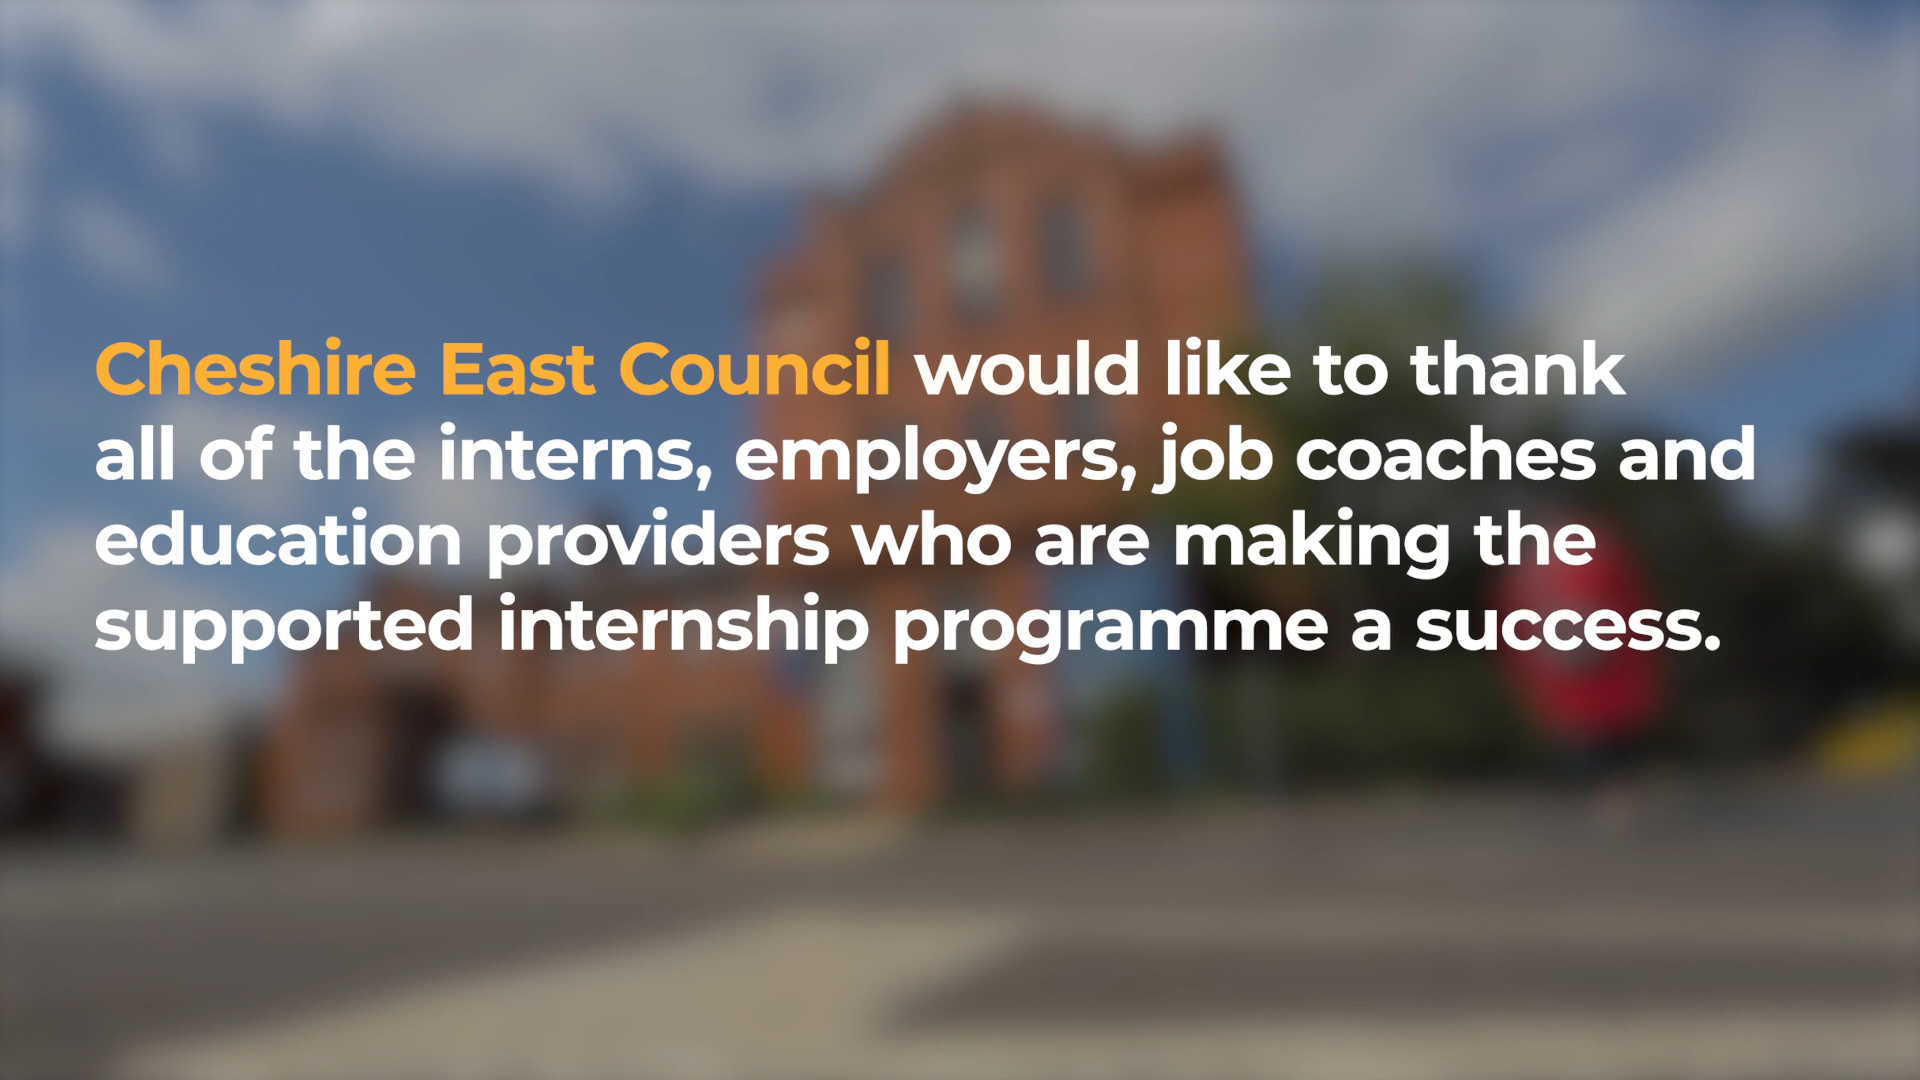 Cheshire East Council would like to thank
all of the interns, employers, job coaches and
education providers who are making the
supported internship programme a success.